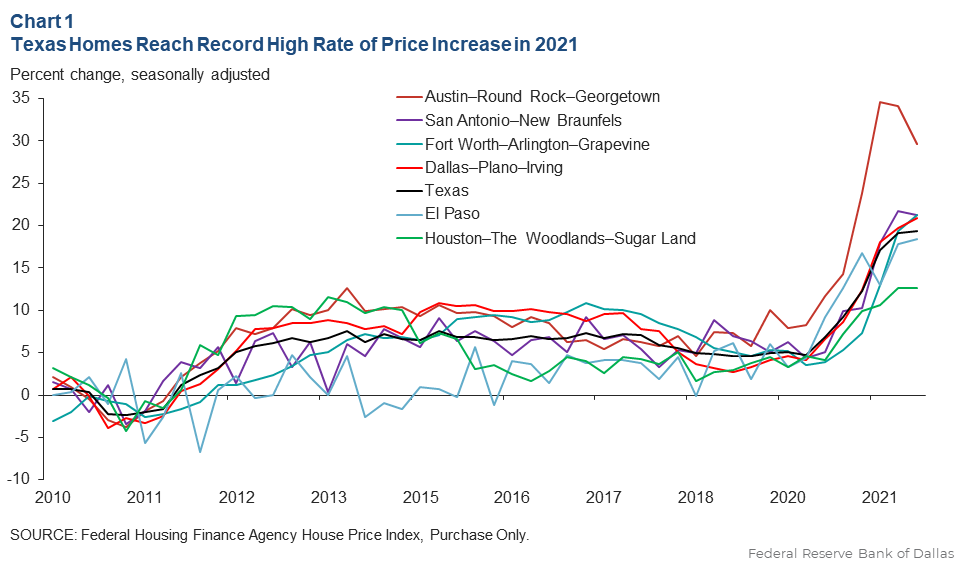 Chart 1
Texas Homes Reach Record High Rate of Price Increase in 2021
Percent change, seasonally adjusted
35
30
25
20
15
10
5
0
-5
-10
Austin–Round Rock–Georgetown
San Antonio–New Braunfels
Fort Worth–Arlington–Grapevine
Dallas–Plano–Irving
Texas
El Paso
Houston–The Woodlands–Sugar Land
2010 2011 2012 2013 2015 2016 2017 2018 2020 2021
SOURCE: Federal Housing Finance Agency House Price Index, Purchase Only.
Federal Reserve Bank of Dallas